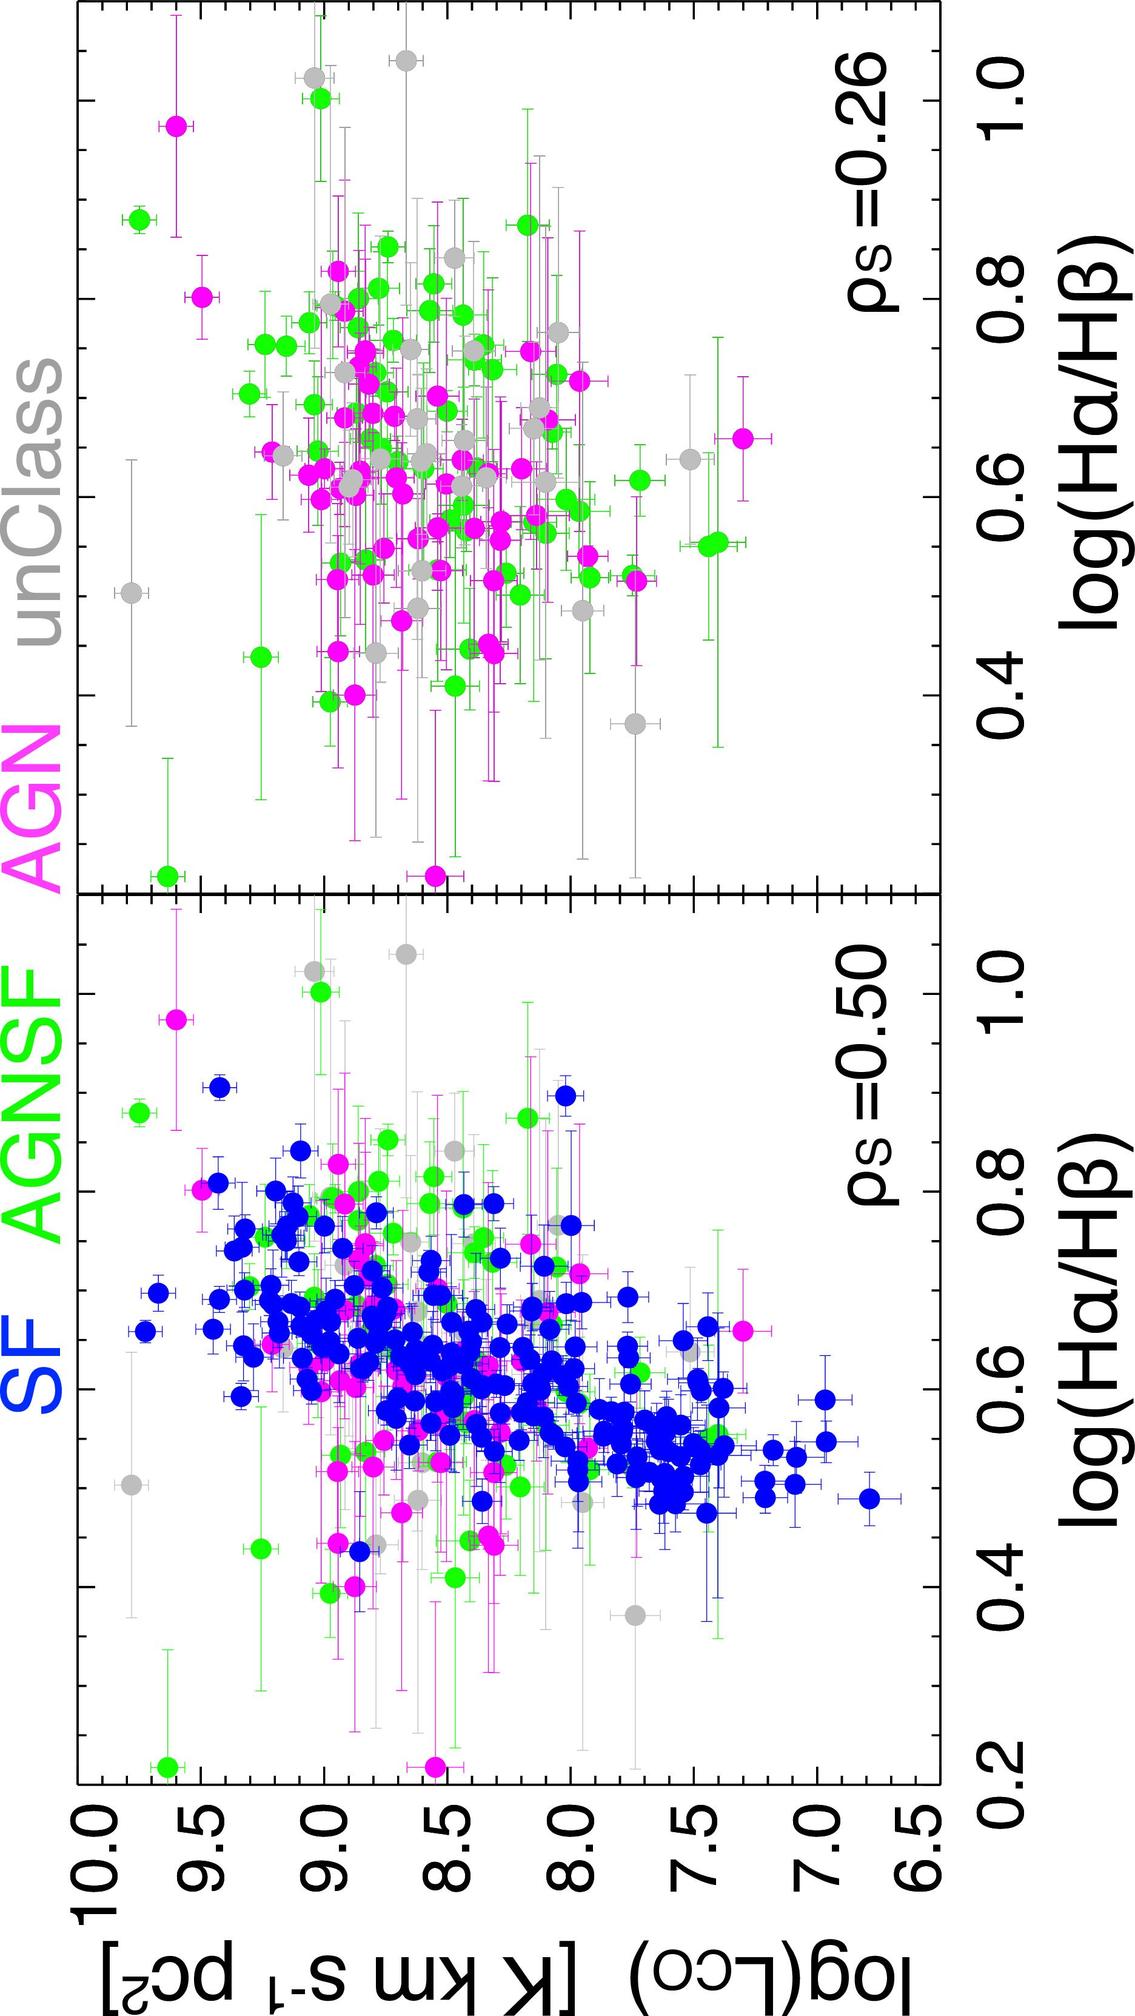 SF AGNSF AGN unClass
ρS =0.50
ρS =0.26
10.0
9.5
9.0
8.5
8.0
7.5
7.0
6.5
log(LCO) [K km s-1 pc2]
0.2 0.4 0.6 0.8 1.0
0.4 0.6 0.8 1.0
log(Hα/Hβ)
log(Hα/Hβ)